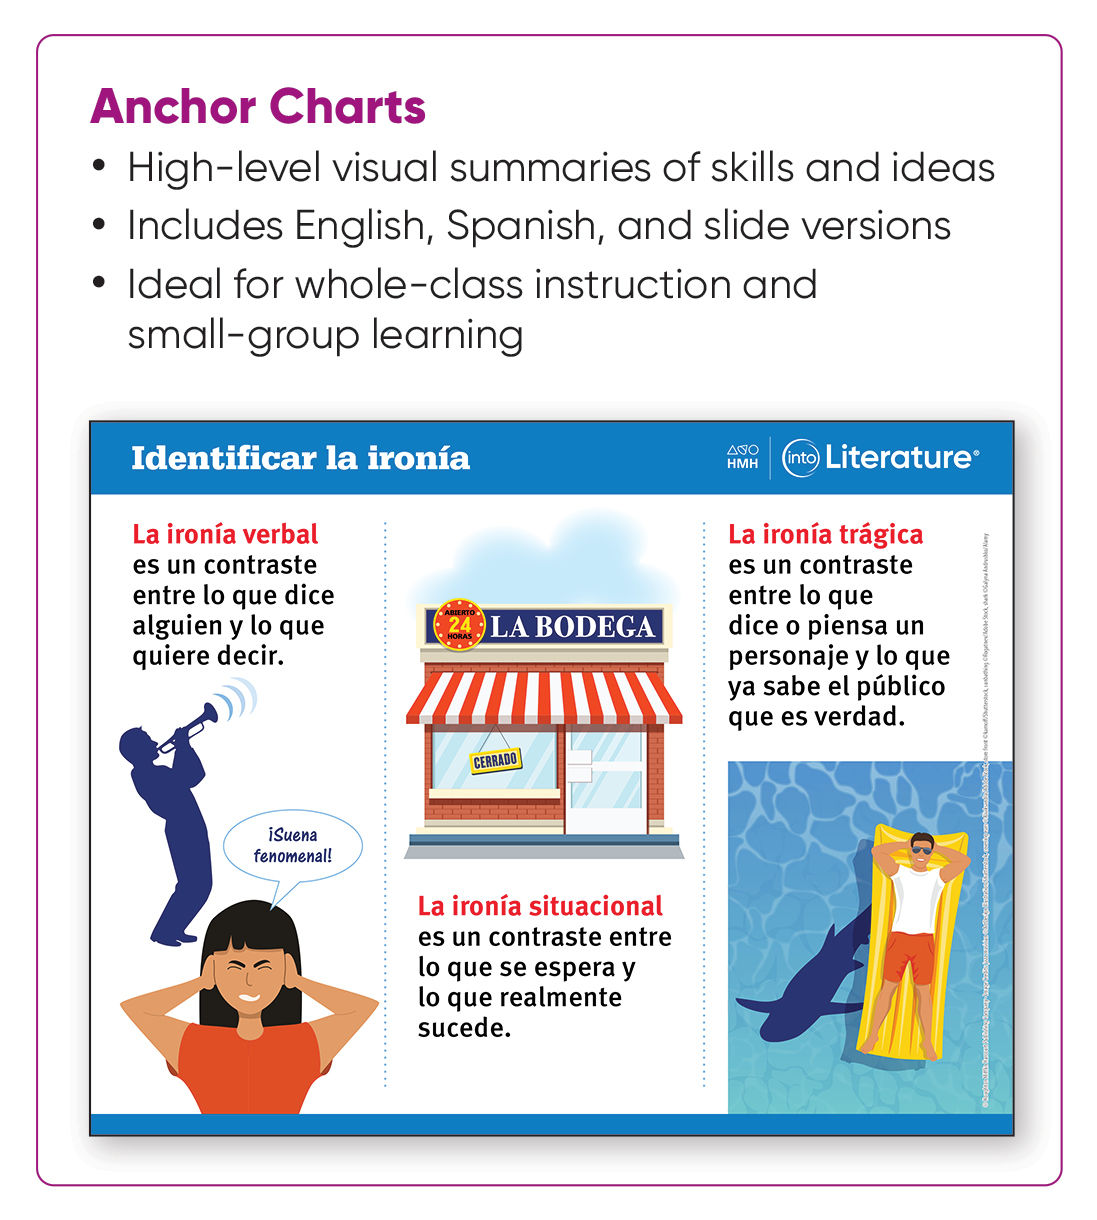 Anchor Charts
• High-level visual summaries of skills and ideas
• Includes English, Spanish, and slide versions
• Ideal for whole-class instruction and
small-group learning
Identificar la ironía
HMH
into Literature®
La ironía verbal
es un contraste
entre lo que dice
alguien y lo que
quiere decir.
¡Suena
fenomenal!
ABIERTO
24
HORAS
LA BODEGA
CERRADO
La ironía situacional
es un contraste entre
lo que se espera y
lo que realmente
sucede.
La ironía trágica
es un contraste
entre lo que
dice o piensa un
personaje y lo que
ya sabe el público
que es verdad.